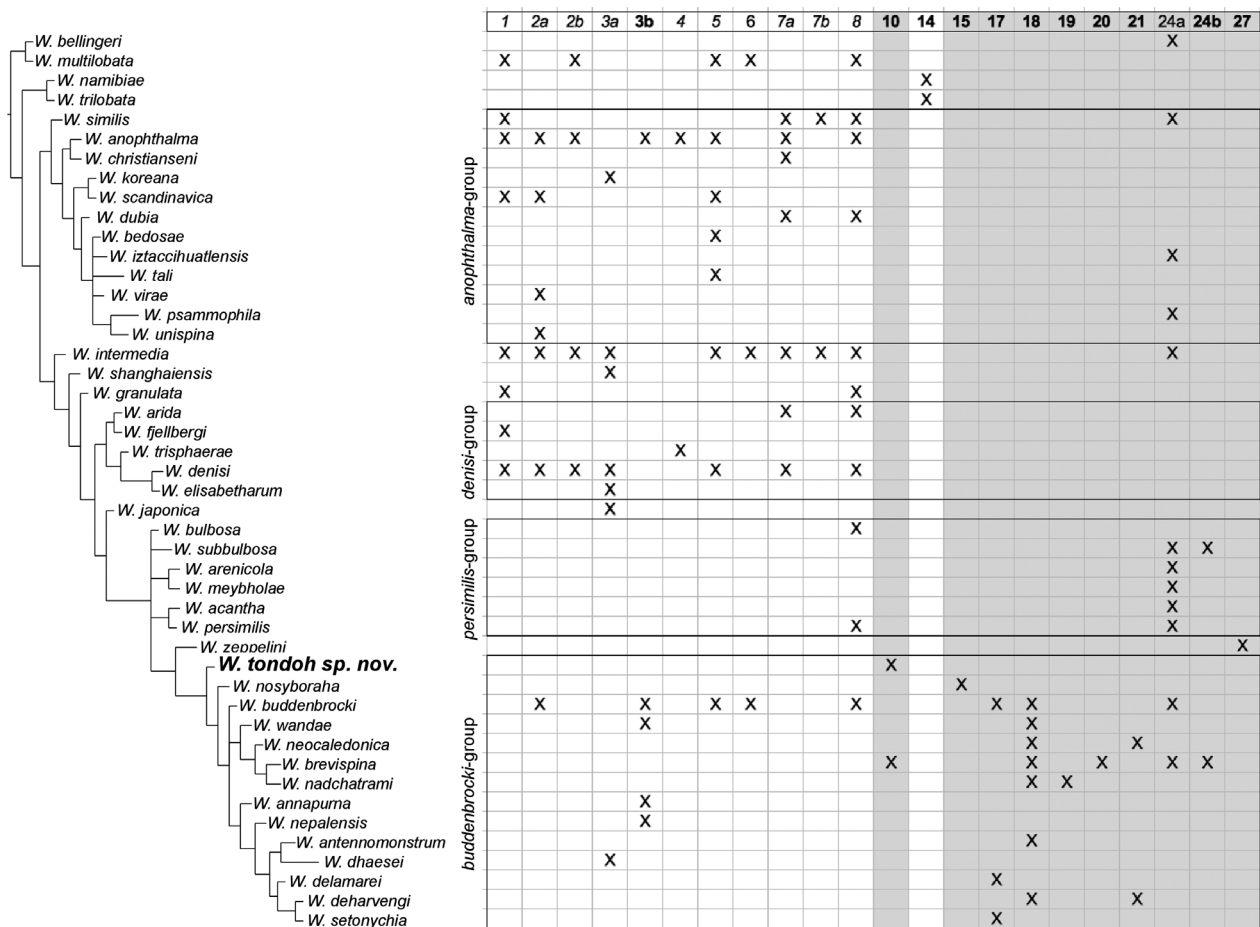 1 2a 2b 3a 3b 4 5 6 7a 7b 8 10 14 15 17 18 19 20 21 24a 24b 27
W. bellingeri X
W. multilobata X X X X X
W. namibiae X
W. trilobata X
W. similis X X X X X
W. anophthalma X X X X X X X X
W. christianseni X
W. koreana X
W. scandinavica X X X
W. dubia X X
W. bedosae X
W. iztaccihuatlensis X
W. tali X
W. virae X
W. psammophila X
W. unispina X
anophthalma-group
W. intermedia X X X X X X X X X X
W. shanghaiensis X
W. granulata X X
W. arida X X
W. fjellbergi X
W. trisphaerae X
W. denisi X X X X X X X
W. elisabetharum X
denisi-group
W. japonica X
W. bulbosa X
W. subbulbosa X X
W. arenicola X
W. meybholae X
W. acantha X
W. persimilis X X
persimilis-group
W. zeppelini X
W. tondoh sp. nov. X
W. nosyboraha X
W. buddenbrocki X X X X X X X X
W. wandae X X
W. neocaledonica X X
W. brevispina X X X X X
W. nadchatrami X X
W. annapurna X
W. nepalensis X
W. antennomonstrum X
W. dhaesei X
W. delamarei X
W. deharvengi X X
W. setonychia X
buddenbrocki-group